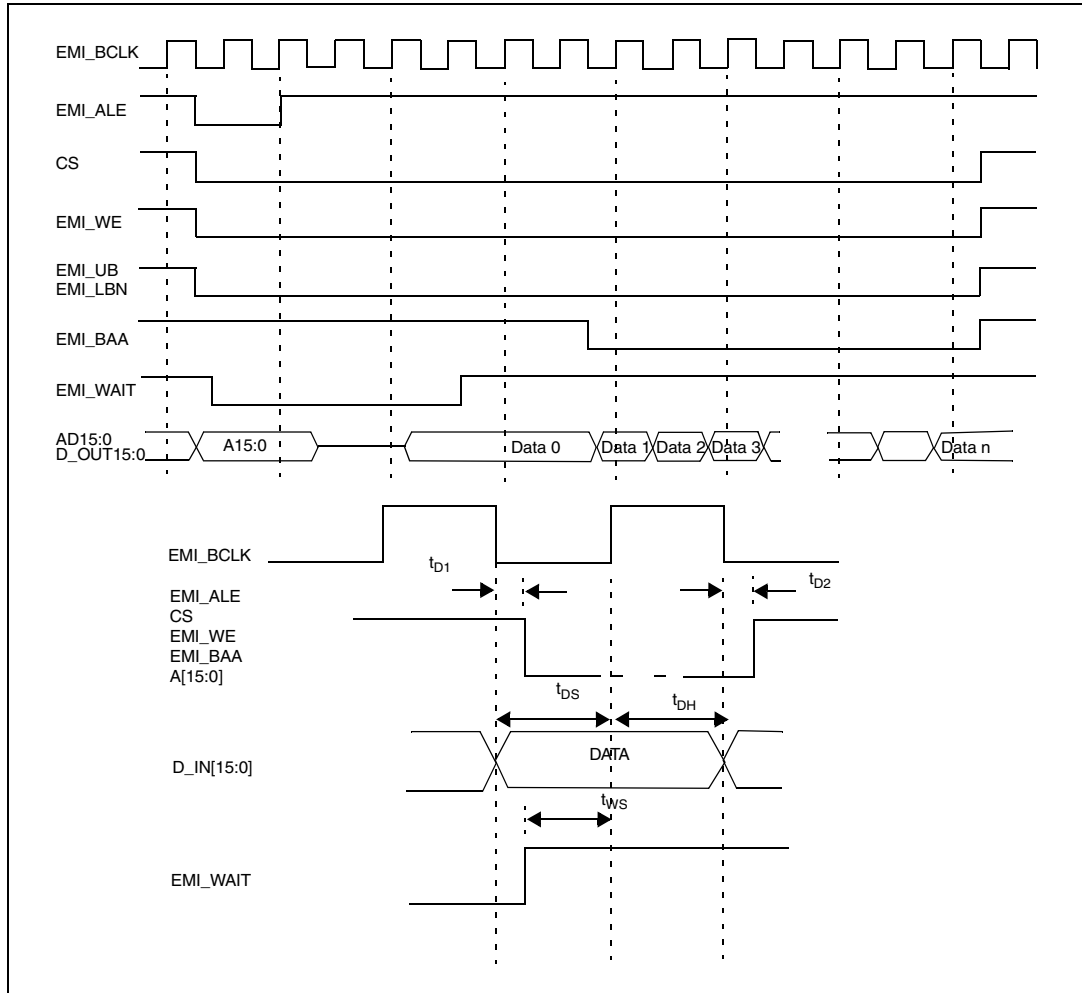 EMI_BCLK
EMI_ALE
CS
EMI_WE
EMI_UB
EMI_LBN
EMI_BAA
EMI_WAIT
AD15:0
D_OUT15:0
A15:0
Data 0
Data 1
Data 2
Data 3
Data n
EMI_BCLK
tD1
tD2
EMI_ALE
CS
EMI_WE
EMI_BAA
A[15:0]
tDS
tDH
D_IN[15:0]
DATA
tWS
EMI_WAIT